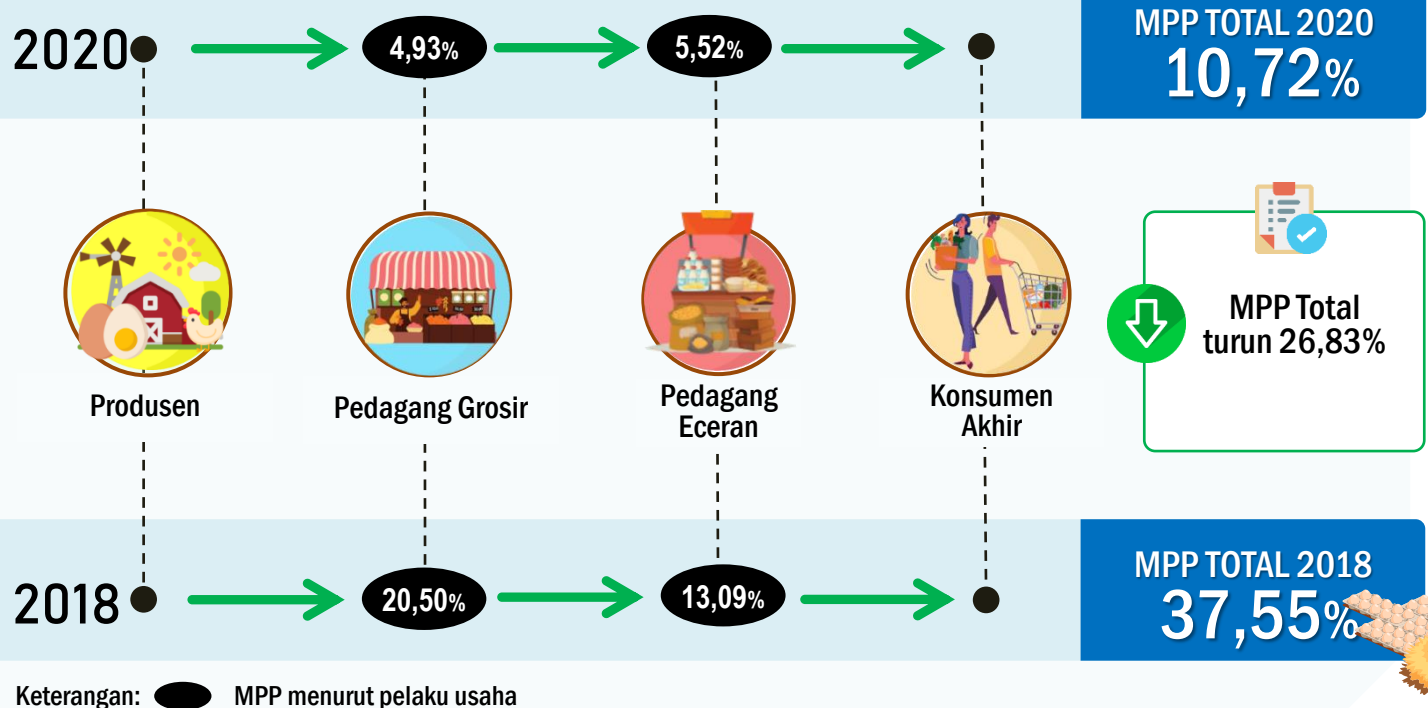 2020
4,93%
5,52%
MPP TOTAL 2020
10,72%
Produsen
Pedagang Grosir
Pedagang
Eceran
Konsumen
Akhir
MPP Total
turun 26,83%
2018
20,50%
13,09%
MPP TOTAL 2018
37,55%
Keterangan: MPP menurut pelaku usaha